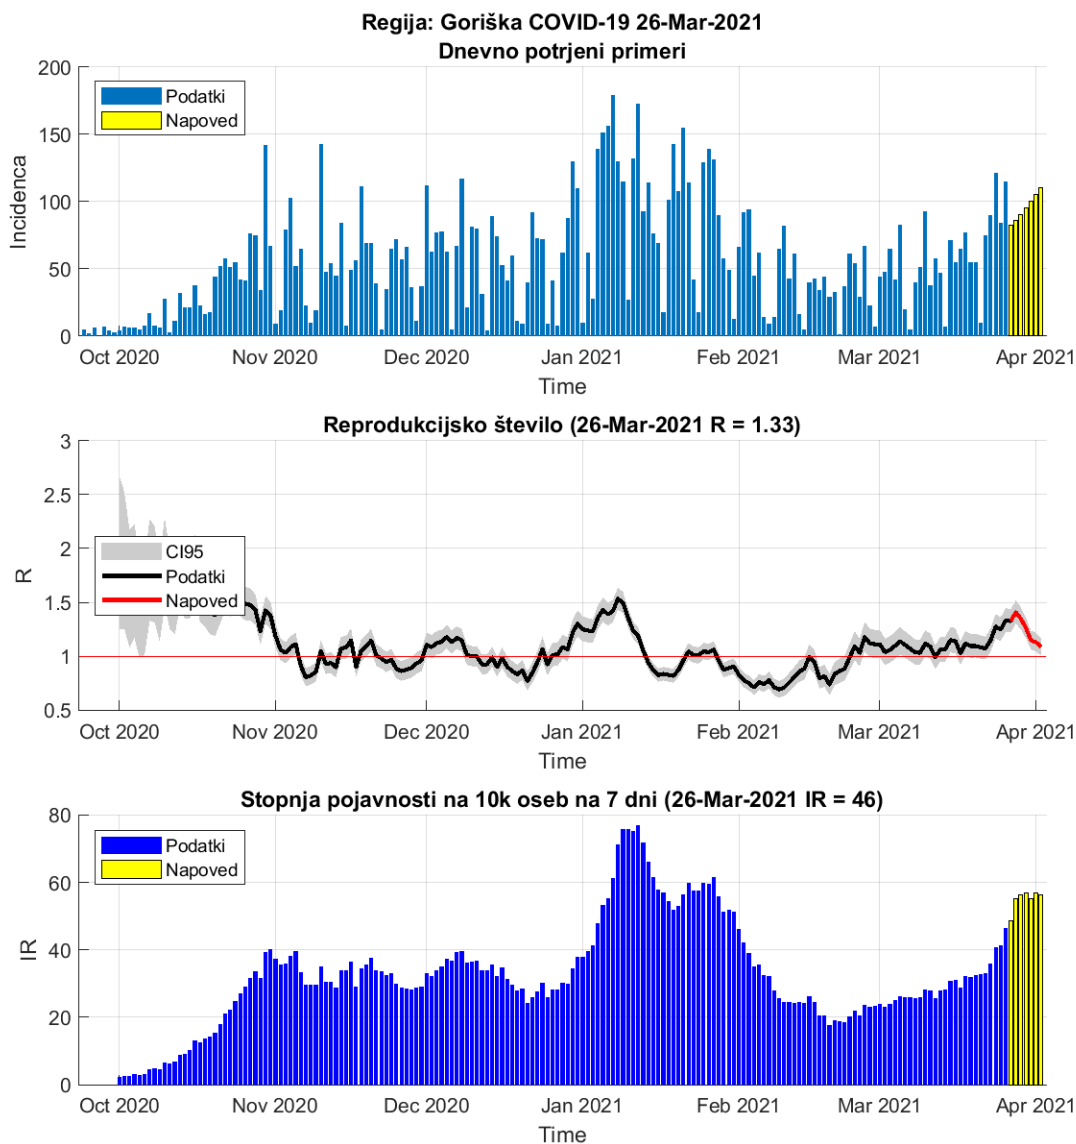 Regija: Goriška COVID-19 26-Mar-2021
Dnevno potrjeni primeri
200
150
100
50
0
Incidenca
Podatki
Napoved
Oct 2020 Nov 2020 Dec 2020 Jan 2021 Feb 2021 Mar 2021 Apr 2021
Time
Reprodukcijsko število (26-Mar-2021 R = 1.33)
3
2.5
2
1.5
1
0.5
R
CI95
Podatki
Napoved
Oct 2020 Nov 2020 Dec 2020 Jan 2021 Feb 2021 Mar 2021 Apr 2021
Time
Stopnja pojavnosti na 10k oseb na 7 dni (26-Mar-2021 IR = 46)
80
60
40
20
0
IR
Podatki
Napoved
Oct 2020 Nov 2020 Dec 2020 Jan 2021 Feb 2021 Mar 2021 Apr 2021
Time